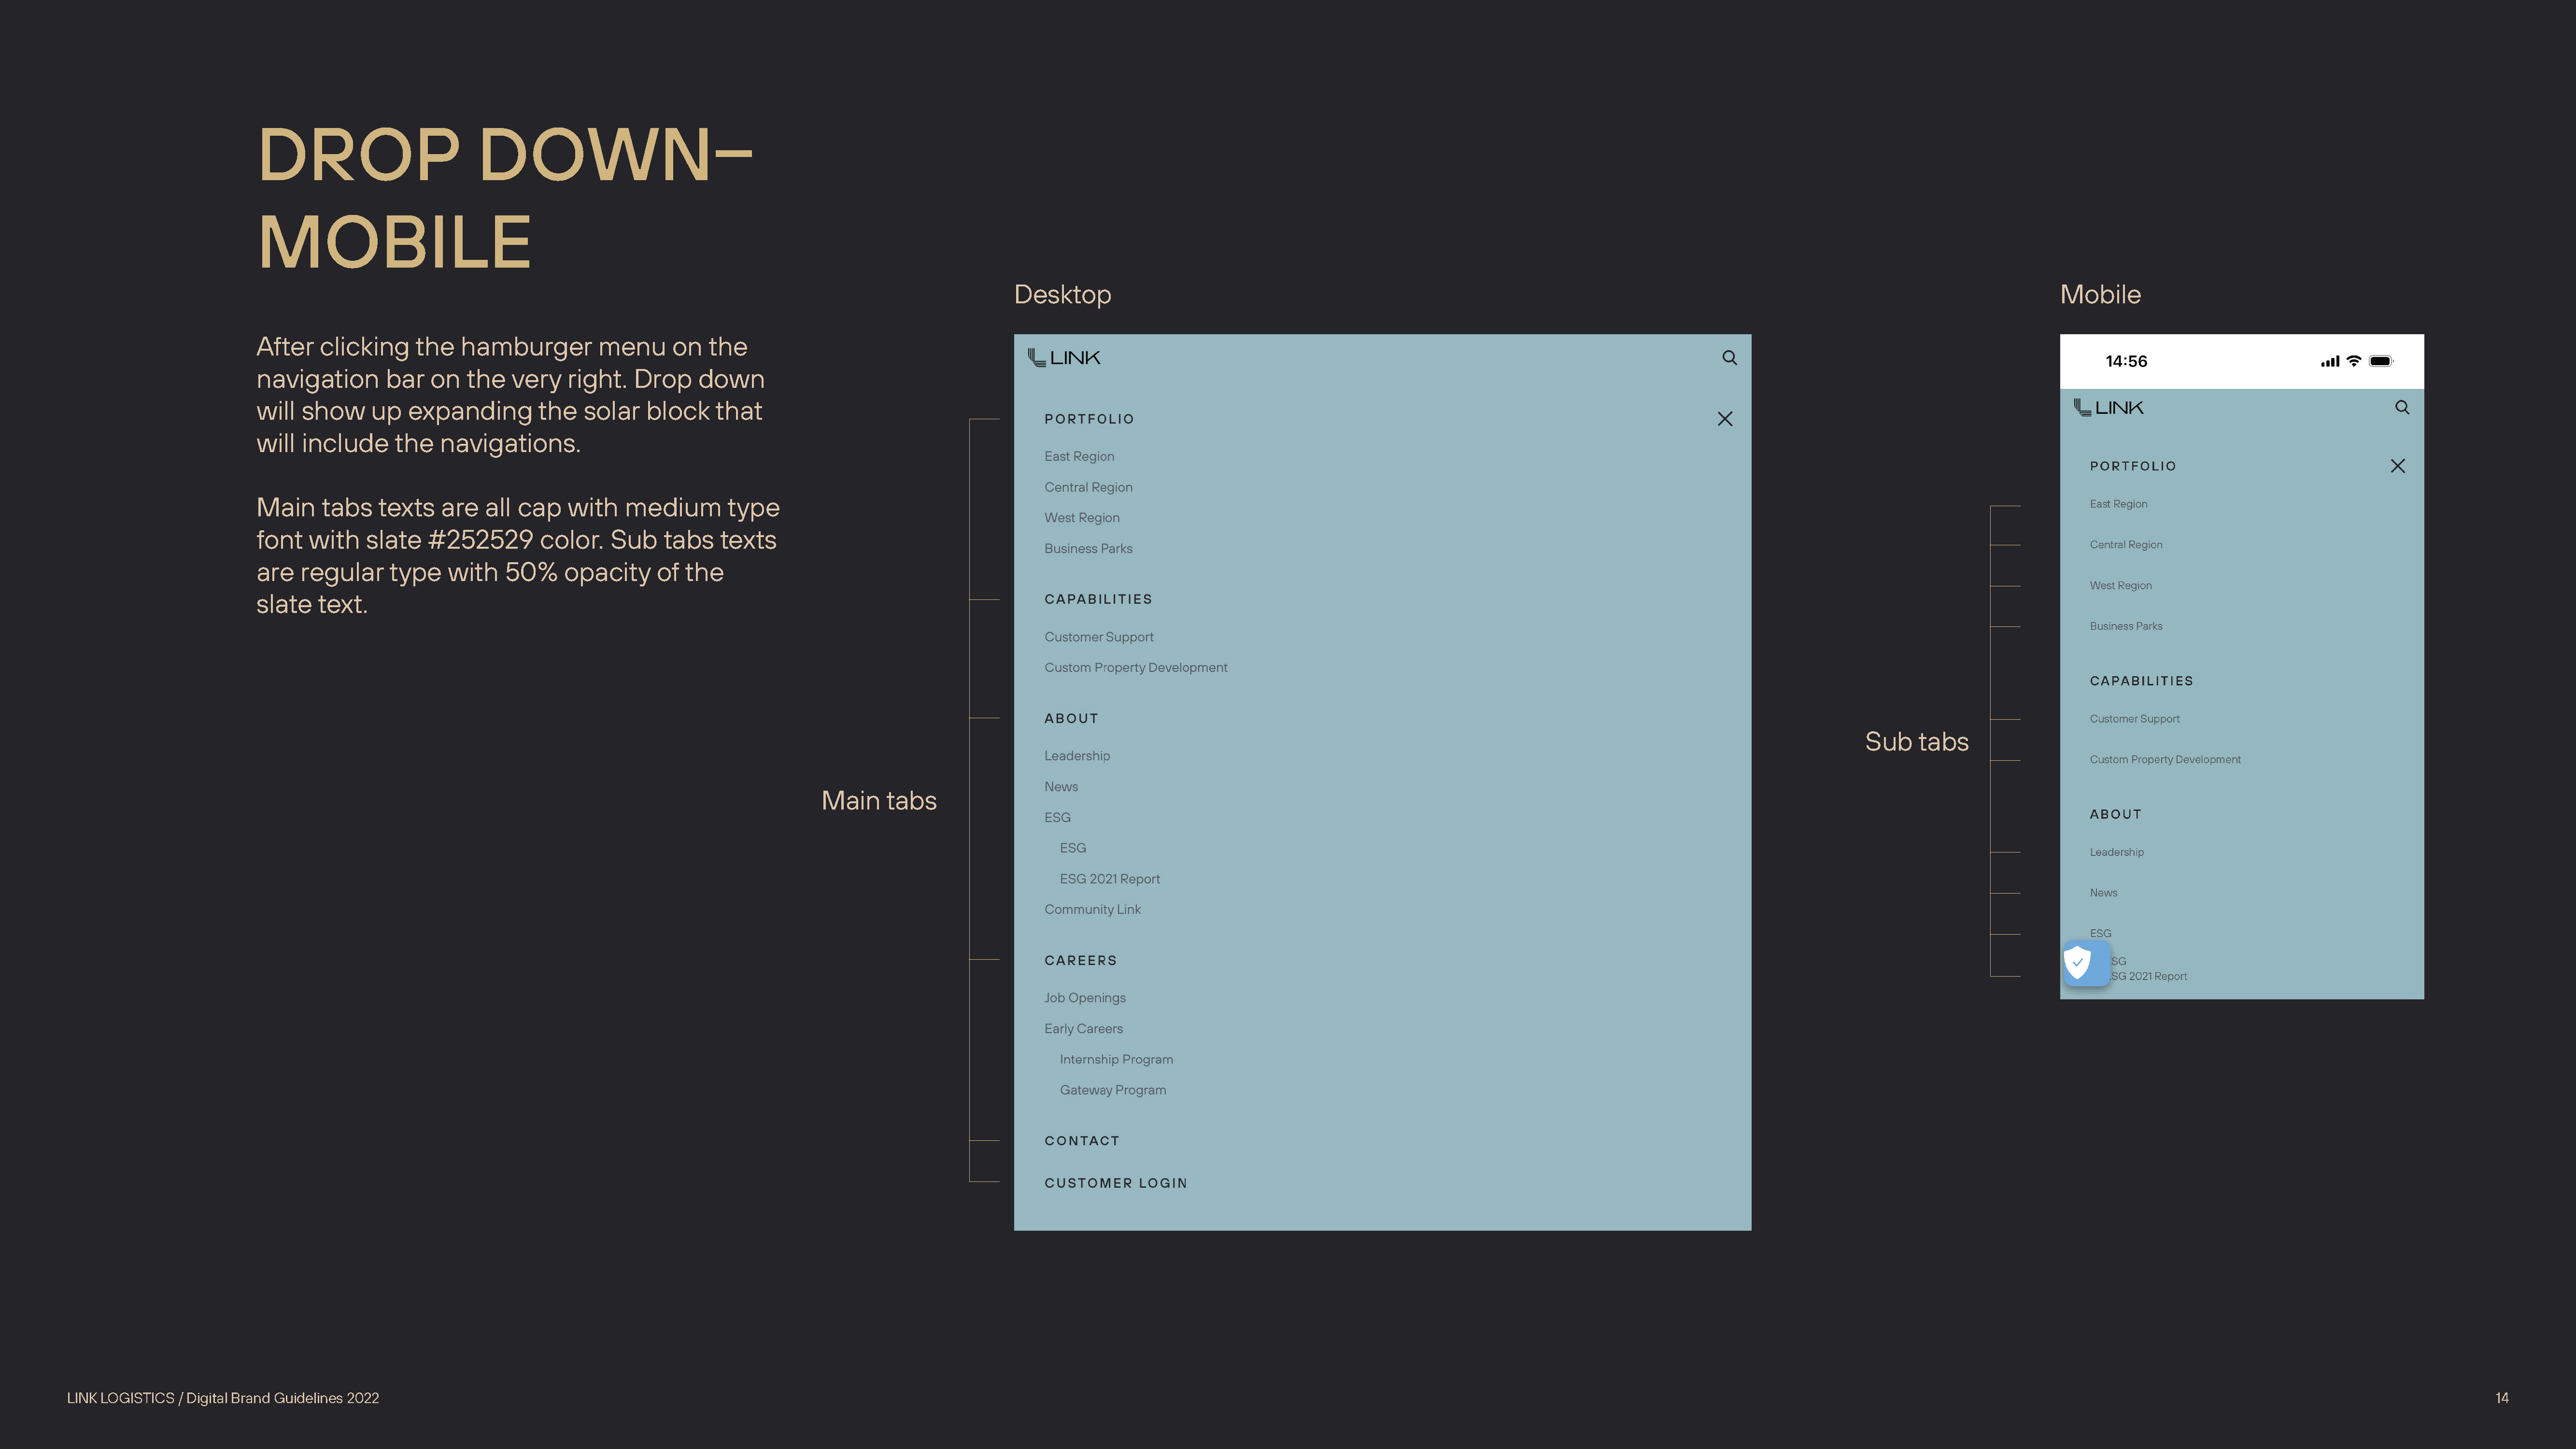 DROP DOWN–
MOBILE
After clicking the hamburger menu on the
navigation bar on the very right. Drop down
will show up expanding the solar block that
will include the navigations.
Main tabs texts are all cap with medium type
font with slate #252529 color. Sub tabs texts
are regular type with 50% opacity of the
slate text.
Desktop
LINK
PORTFOLIO
East Region
Central Region
West Region
Business Parks
CAPABILITIES
Customer Support
Custom Property Development
ABOUT
Leadership
News
ESG
ESG
ESG 2021 Report
Community Link
CAREERS
Job Openings
Early Careers
Internship Program
Gateway Program
CONTACT
CUSTOMER LOGIN
Main tabs
Mobile
14:56
LINK
PORTFOLIO
East Region
Central Region
West Region
Business Parks
CAPABILITIES
Customer Support
Custom Property Development
ABOUT
Leadership
News
ESG
SG
SG 2021 Report
Sub tabs
LINK LOGISTICS / Digital Brand Guidelines 2022
14